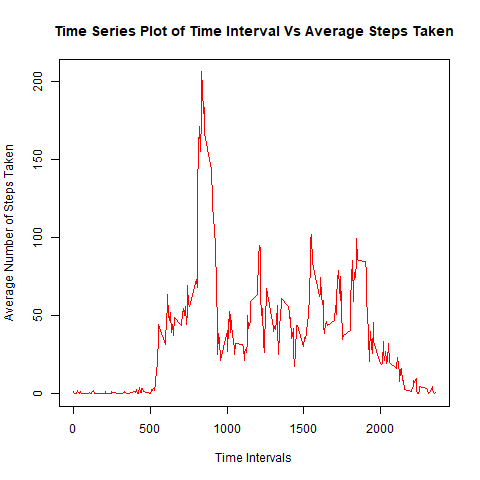 Time Series Plot of Time Interval Vs Average Steps Taken
Average Number of Steps Taken
200
150
100
50
0
0 500 1000 1500 2000
Time Intervals